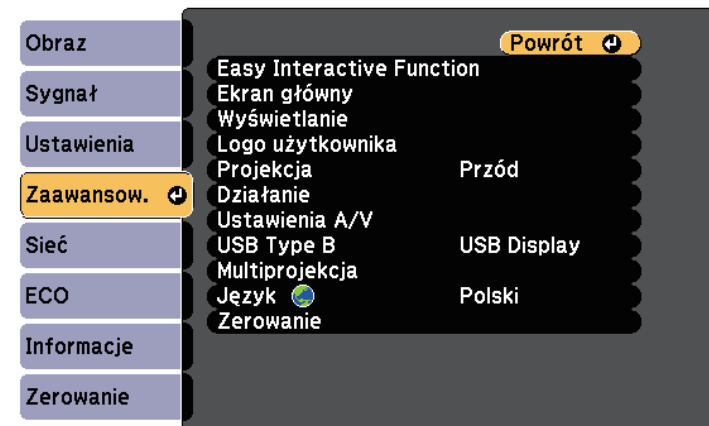 Obraz
Sygnał
Ustawienia
Zaawansow.
Sieć
ECO
Informacje
Zerowanie
Powrót
Easy Interactive Function
Ekran główny
Wyświetlanie
Logo użytkownika
Projekcja Przód
Działanie
Ustawienia A/V
USB Type B USB Display
Multiprojekcja
Język Polski
Zerowanie